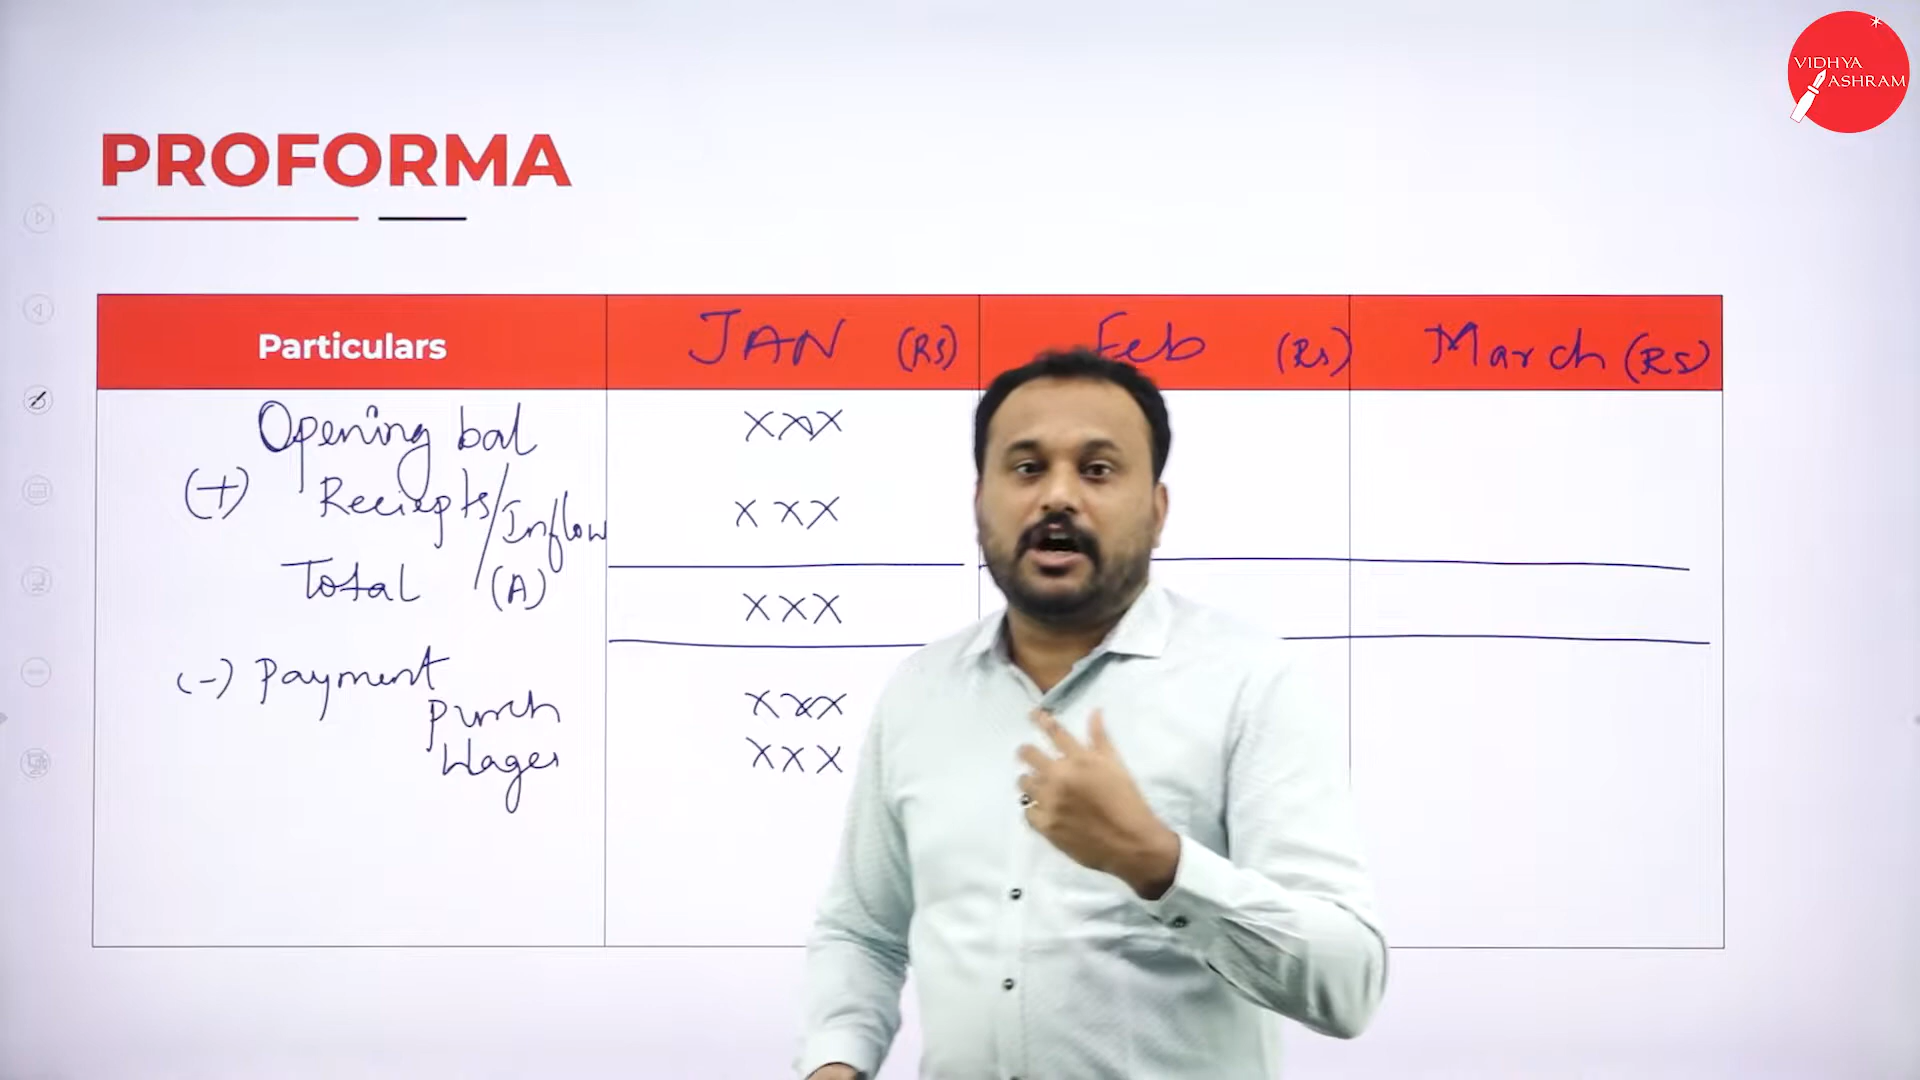 VIDHYA
ASHRAM
PROFORMA
Particulars JAN (RS) Feb (Rs) March (RS)
Opening bal XXX
(+) Reciepts/Inflow XXX
Total (A) XXX
(-) Payment
Purch XXX
Wages XXX